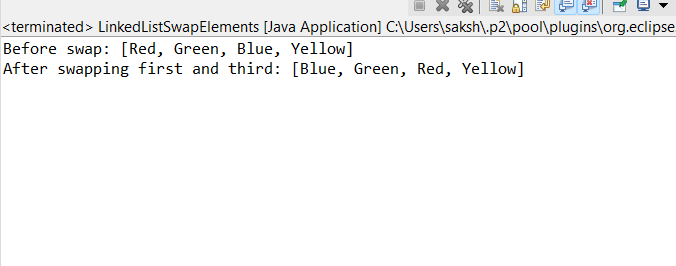 <terminated> LinkedListSwapElements [Java Application] C:\Users\saksh\.p2\pool\plugins\org.eclipse
Before swap: [Red, Green, Blue, Yellow]
After swapping first and third: [Blue, Green, Red, Yellow]